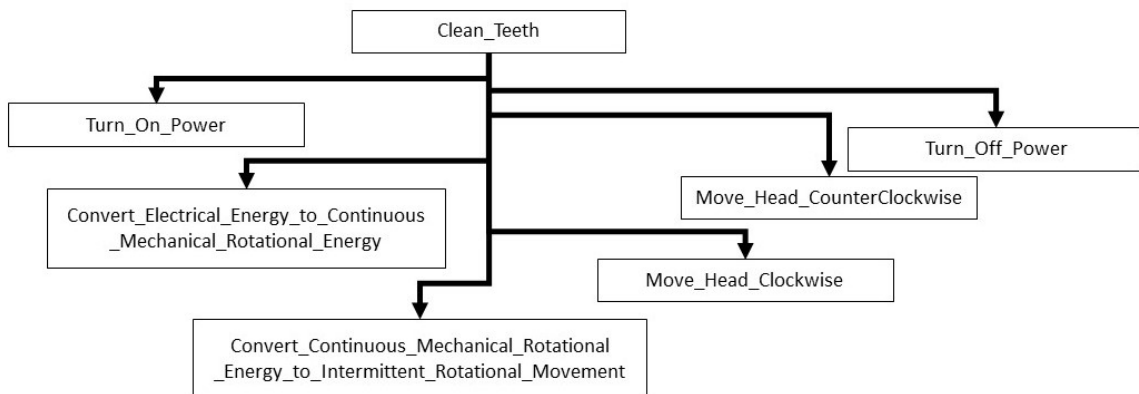 Clean_Teeth
Turn_On_Power
Turn_Off_Power
Convert_Electrical_Energy_to_Continuous
_Mechanical_Rotational_Energy
Move_Head_CounterClockwise
Move_Head_Clockwise
Convert_Continuous_Mechanical_Rotational
_Energy_to_Intermittent_Rotational_Movement